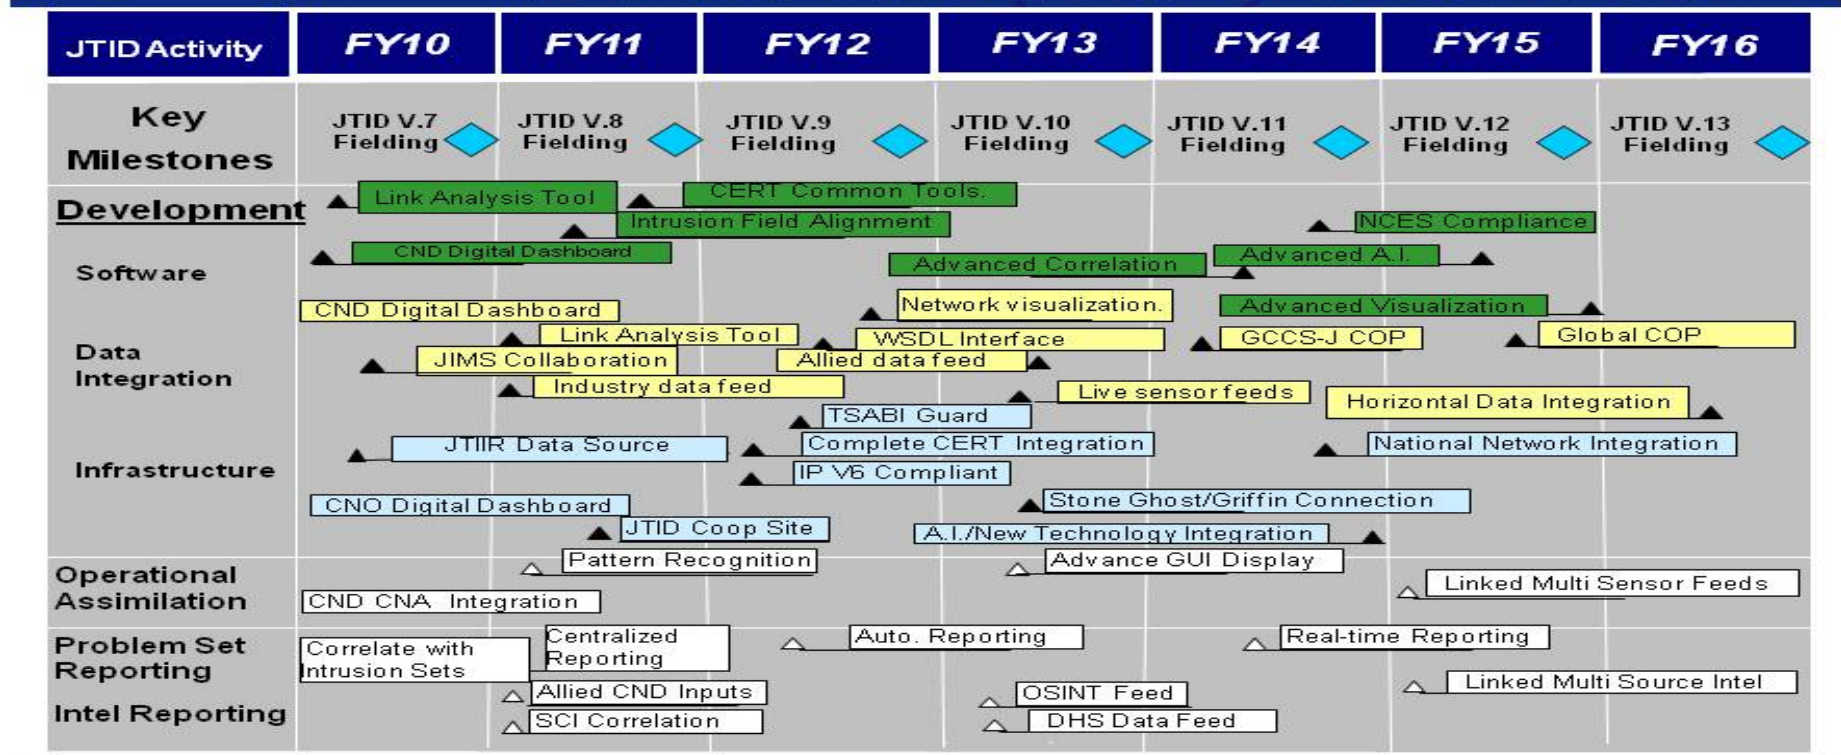 JTID Activity FY10 FY11 FY12 FY13 FY14 FY15 FY16
Key
Milestones
JTID V.7
Fielding
JTID V.8
Fielding
JTID V.9
Fielding
JTID V.10
Fielding
JTID V.11
Fielding
JTID V.12
Fielding
JTID V.13
Fielding
Development
Link Analysis Tool
CERT Common Tools.
Intrusion Field Alignment
NCES Compliance
Software
CND Digital Dashboard
Advanced Correlation
Advanced A.I.
Advanced Visualization
Data
Integration
CND Digital Dashboard
Network visualization.
Link Analysis Tool
WSDL Interface
GCCS-J COP
Global COP
JIMS Collaboration
Allied data feed
Industry data feed
Live sensor feeds
Horizontal Data Integration
Infrastructure
TSABI Guard
JTIIR Data Source
Complete CERT Integration
National Network Integration
IP V6 Compliant
CNO Digital Dashboard
Stone Ghost/Griffin Connection
JTID Coop Site
A.I./New Technology Integration
Operational
Assimilation
Pattern Recognition
Advance GUI Display
Linked Multi Sensor Feeds
CND CNA Integration
Problem Set
Reporting
Correlate with
Intrusion Sets
Centralized
Reporting
Auto. Reporting
Real-time Reporting
Intel Reporting
Allied CND Inputs
OSINT Feed
Linked Multi Source Intel
SCI Correlation
DHS Data Feed